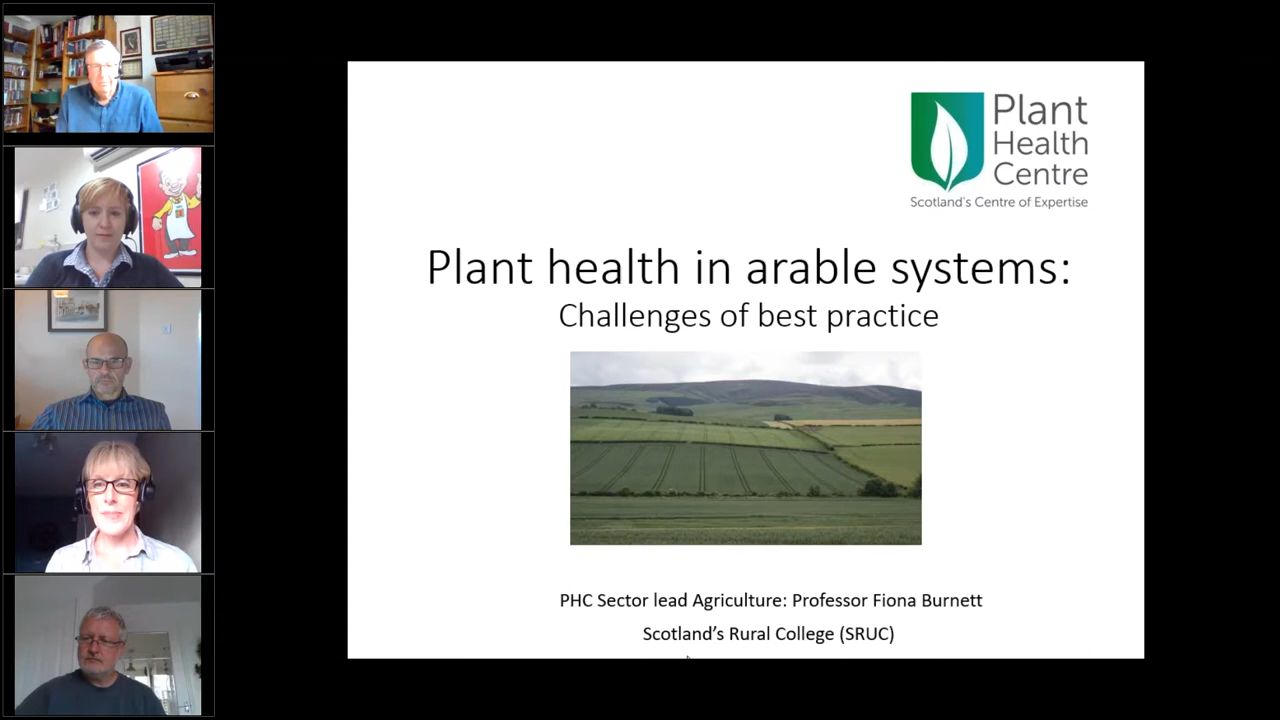 Plant
Health
Centre
Scotland's Centre of Expertise
Plant health in arable systems:
Challenges of best practice
PHC Sector lead Agriculture: Professor Fiona Burnett
Scotland’s Rural College (SRUC)